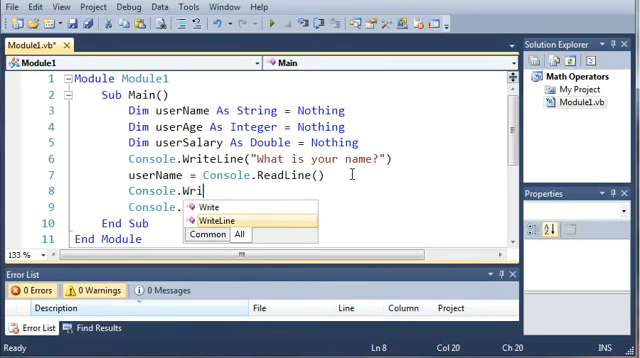 File Edit View Project Debug Team Data Tools Architecture Test Analyze Window Help
Module1.vb*
Module1 Main
1 Module Module1
2 Sub Main()
3 Dim userName As String = Nothing
4 Dim userAge As Integer = Nothing
5 Dim userSalary As Double = Nothing
6 Console.WriteLine("What is your name?")
7 userName = Console.ReadLine()
8 Console.Wri
9 Console.
10 End Sub
11 End Module
Write
WriteLine
Common All
133 %
Solution Explorer
Math Operators
My Project
Module1.vb
Properties
Error List
0 Errors 0 Warnings 0 Messages
Description File Line Column Project
Error List Find Results
Ready Ln 8 Col 20 Ch 20 INS